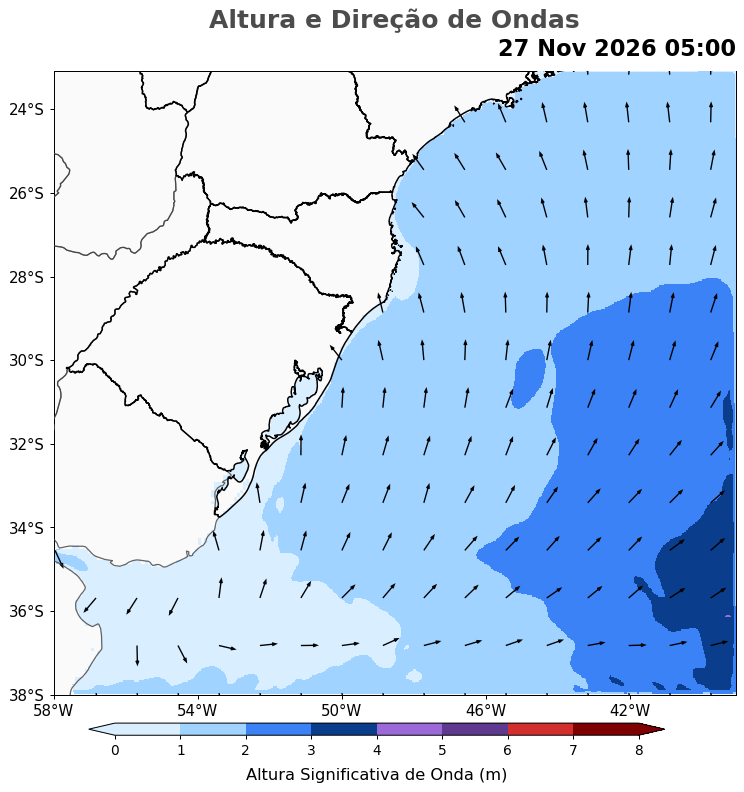 Altura e Direção de Ondas
27 Nov 2026 05:00
24°S
26°S
28°S
30°S
32°S
34°S
36°S
38°S
58°W 54°W 50°W 46°W 42°W
0 1 2 3 4 5 6 7 8
Altura Significativa de Onda (m)